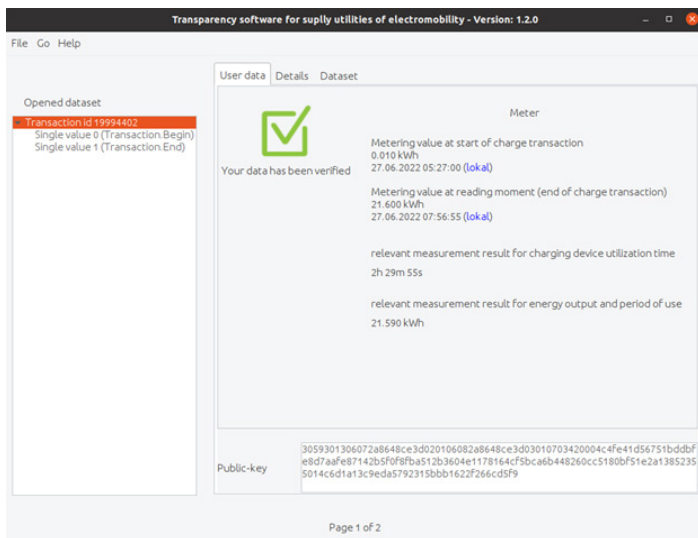 Transparency software for suplly utilities of electromobility - Version: 1.2.0
File Go Help
User data Details Dataset
Opened dataset
Transaction id 19994402
Single value 0 (Transaction.Begin)
Single value 1 (Transaction.End)
Your data has been verified
Meter
Metering value at start of charge transaction
0.010 kWh
27.06.2022 05:27:00 (lokal)
Metering value at reading moment (end of charge transaction)
21.600 kWh
27.06.2022 07:56:55 (lokal)
relevant measurement result for charging device utilization time
2h 29m 55s
relevant measurement result for energy output and period of use
21.590 kWh
Public-key
3059301306072a8648ce3d020106082a8648ce3d03010703420004c4fe41d56751bddbf
e8d7aafe87142b5f0f8fba512b3604e1178164cf5bca6b448260cc5180bf51e2a1385235
5014c6d1a13c9eda5792315bbb1622f266cd5f9
Page 1 of 2